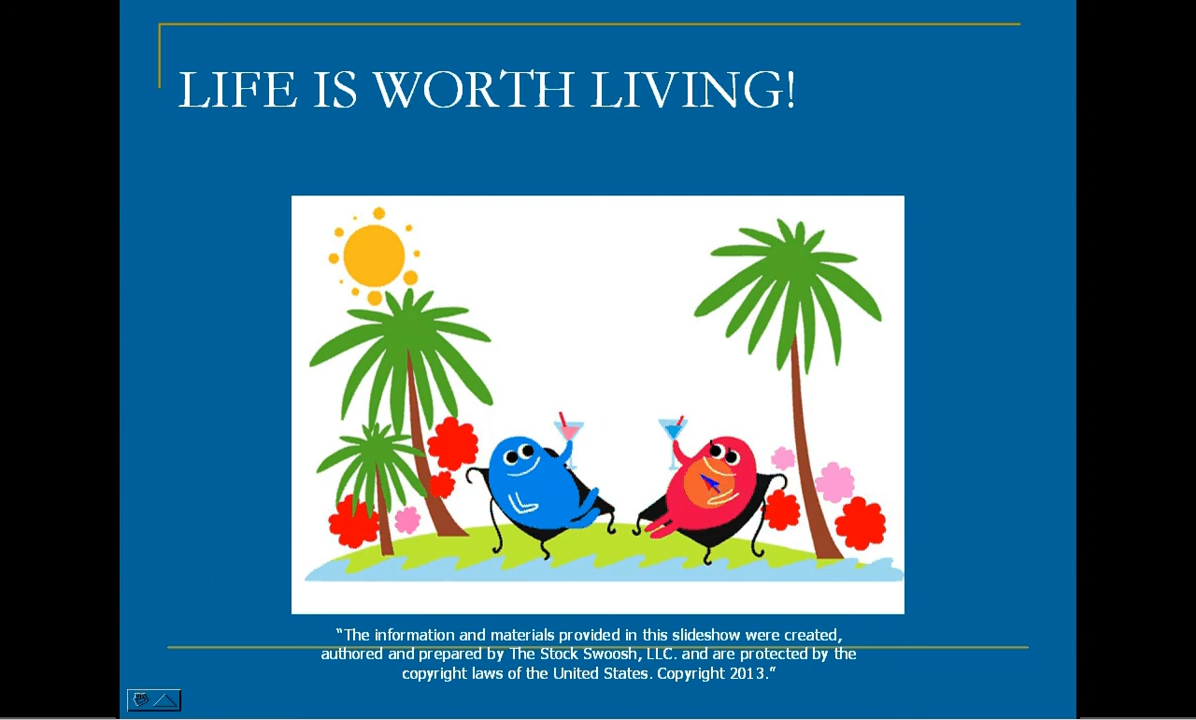 LIFE IS WORTH LIVING!
“The information and materials provided in this slideshow were created,
authored and prepared by The Stock Swoosh, LLC. and are protected by the
copyright laws of the United States. Copyright 2013.”